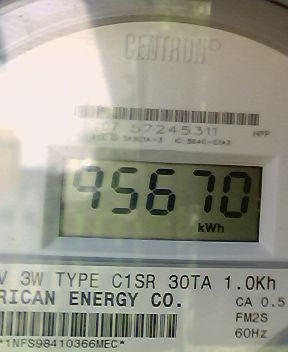 CENTRON
57245311
HPP
95670
kWh
V 3W TYPE C1SR 30TA 1.0Kh
RICAN ENERGY CO.
CA 0.5
FM2S
60Hz
*1NFS98410366MEC*